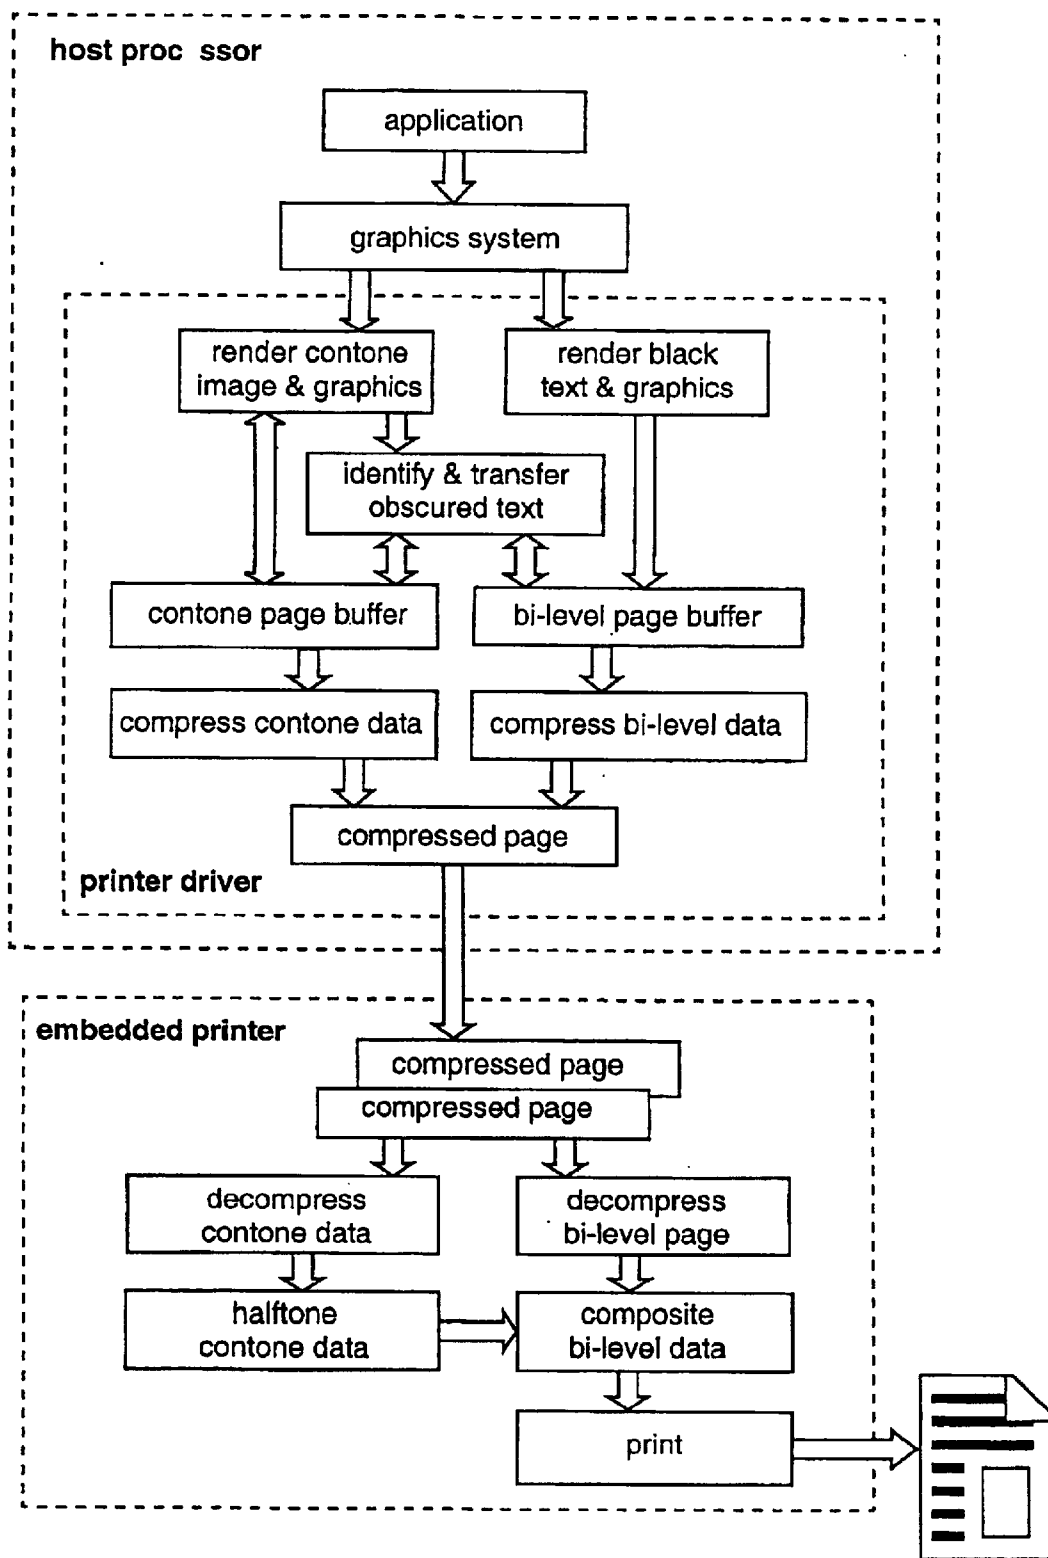 host proc ssor
application
graphics system
render contone
image & graphics
render black
text & graphics
identify & transfer
obscured text
contone page buffer
bi-level page buffer
compress contone data
compress bi-level data
compressed page
printer driver
embedded printer
compressed page
compressed page
decompress
contone data
decompress
bi-level page
halftone
contone data
composite
bi-level data
print